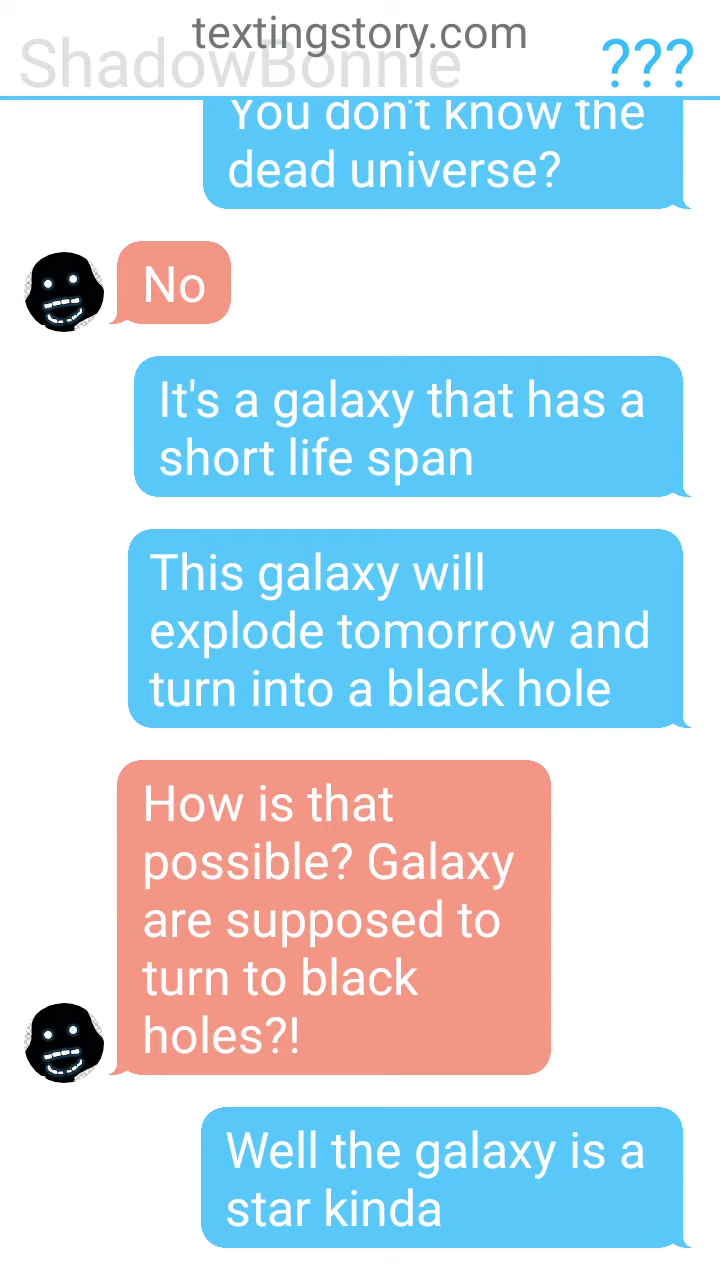 textingstory.com
ShadowBonnie
???
You don't know the
dead universe?
No
It's a galaxy that has a
short life span
This galaxy will
explode tomorrow and
turn into a black hole
How is that
possible? Galaxy
are supposed to
turn to black
holes?!
Well the galaxy is a
star kinda